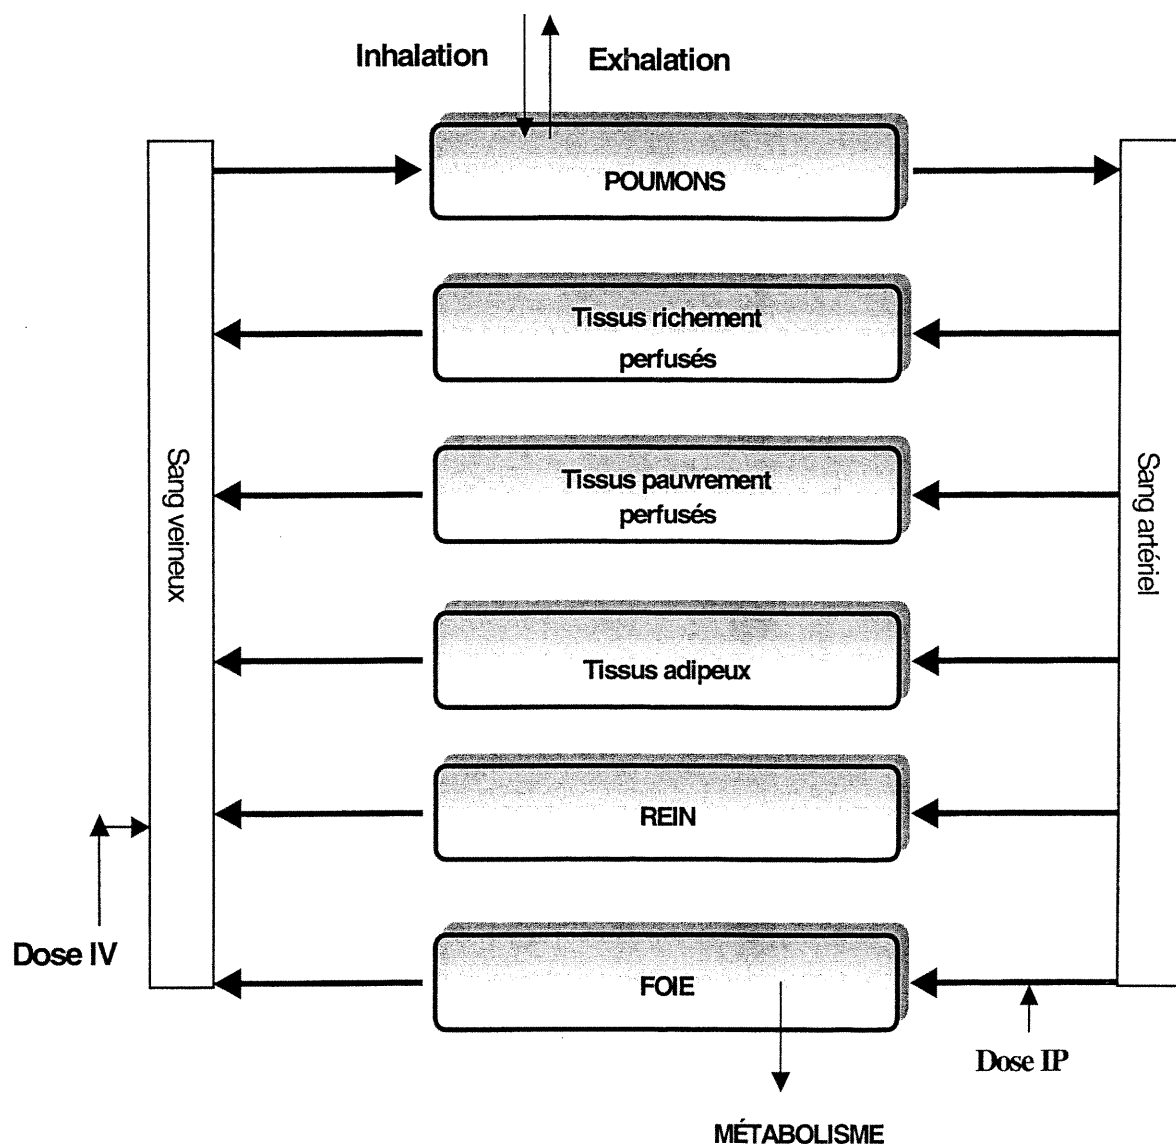 Inhalation
Exhalation
POUMONS
Tissus richement
perfusés
Tissus pauvrement
perfusés
Sang veineux
Sang artériel
Tissus adipeux
REIN
Dose IV
FOIE
Dose IP
MÉTABOLISME